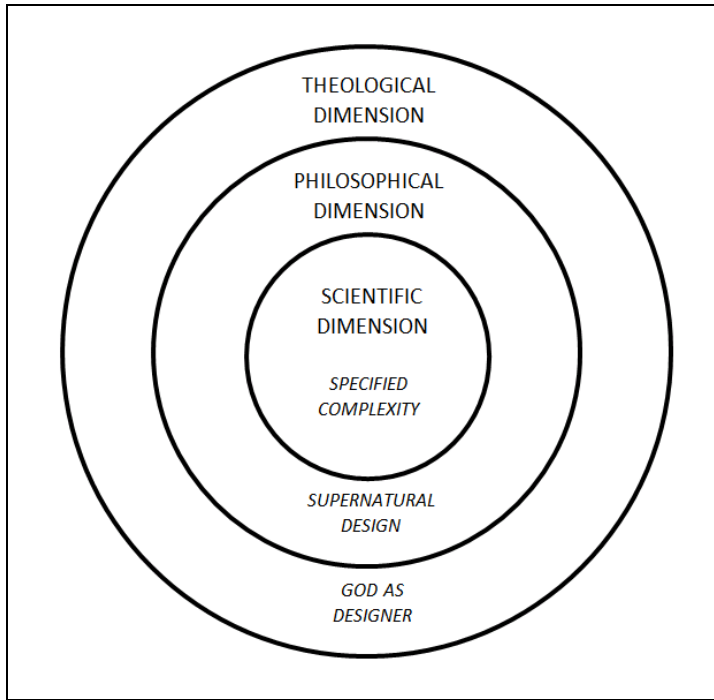 THEOLOGICAL
DIMENSION
PHILOSOPHICAL
DIMENSION
SCIENTIFIC
DIMENSION
SPECIFIED
COMPLEXITY
SUPERNATURAL
DESIGN
GOD AS
DESIGNER